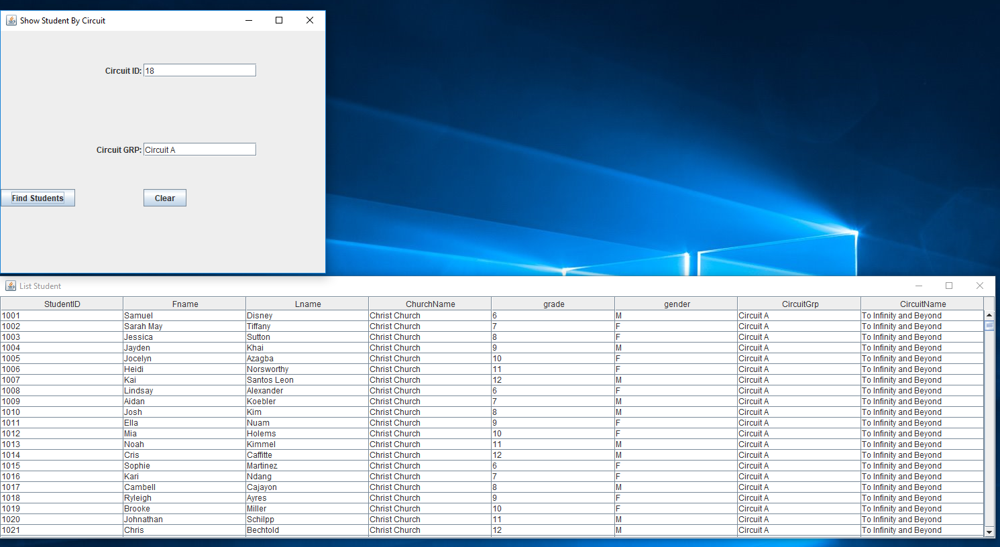 Show Student By Circuit
Circuit ID: 18
Circuit GRP: Circuit A
Find Students Clear
List Student
StudentID Fname Lname ChurchName grade gender CircuitGrp CircuitName
1001 Samuel Disney Christ Church 6 M Circuit A To Infinity and Beyond
1002 Sarah May Tiffany Christ Church 7 F Circuit A To Infinity and Beyond
1003 Jessica Sutton Christ Church 8 F Circuit A To Infinity and Beyond
1004 Jayden Khai Christ Church 9 M Circuit A To Infinity and Beyond
1005 Jocelyn Azagba Christ Church 10 F Circuit A To Infinity and Beyond
1006 Heidi Norsworthy Christ Church 11 F Circuit A To Infinity and Beyond
1007 Kai Santos Leon Christ Church 12 M Circuit A To Infinity and Beyond
1008 Lindsay Alexander Christ Church 6 F Circuit A To Infinity and Beyond
1009 Aidan Koebler Christ Church 7 M Circuit A To Infinity and Beyond
1010 Josh Kim Christ Church 8 M Circuit A To Infinity and Beyond
1011 Ella Nuam Christ Church 9 F Circuit A To Infinity and Beyond
1012 Mia Holems Christ Church 10 F Circuit A To Infinity and Beyond
1013 Noah Kimmel Christ Church 11 M Circuit A To Infinity and Beyond
1014 Cris Caffitte Christ Church 12 M Circuit A To Infinity and Beyond
1015 Sophie Martinez Christ Church 6 F Circuit A To Infinity and Beyond
1016 Kari Ndang Christ Church 7 F Circuit A To Infinity and Beyond
1017 Cambell Cajayon Christ Church 8 M Circuit A To Infinity and Beyond
1018 Ryleigh Ayres Christ Church 9 F Circuit A To Infinity and Beyond
1019 Brooke Miller Christ Church 10 F Circuit A To Infinity and Beyond
1020 Johnathan Schilpp Christ Church 11 M Circuit A To Infinity and Beyond
1021 Chris Bechtold Christ Church 12 M Circuit A To Infinity and Beyond